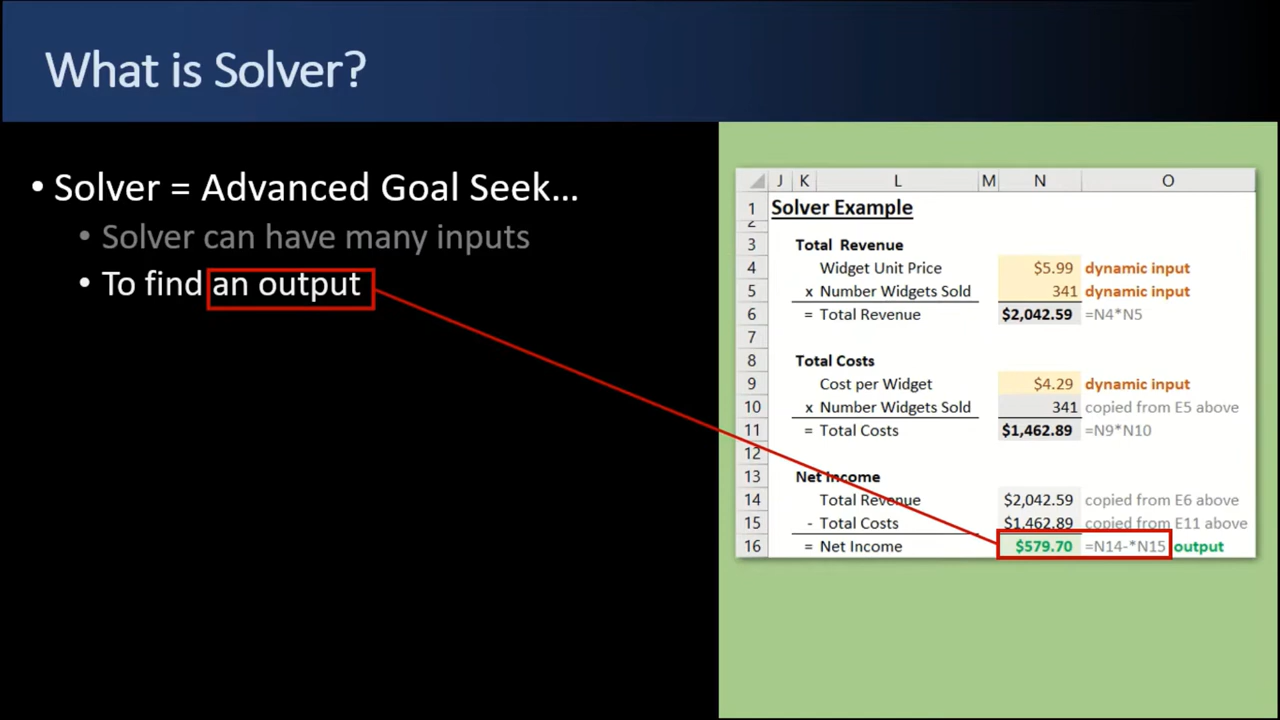 What is Solver?
• Solver = Advanced Goal Seek...
• Solver can have many inputs
• To find an output
J K L M N O
1 Solver Example
2
3 Total Revenue
4 Widget Unit Price $5.99 dynamic input
5 x Number Widgets Sold 341 dynamic input
6 = Total Revenue $2,042.59 =N4*N5
7
8 Total Costs
9 Cost per Widget $4.29 dynamic input
10 x Number Widgets Sold 341 copied from E5 above
11 = Total Costs $1,462.89 =N9*N10
12
13 Net Income
14 Total Revenue $2,042.59 copied from E6 above
15 - Total Costs $1,462.89 copied from E11 above
16 = Net Income $579.70 =N14-*N15 output